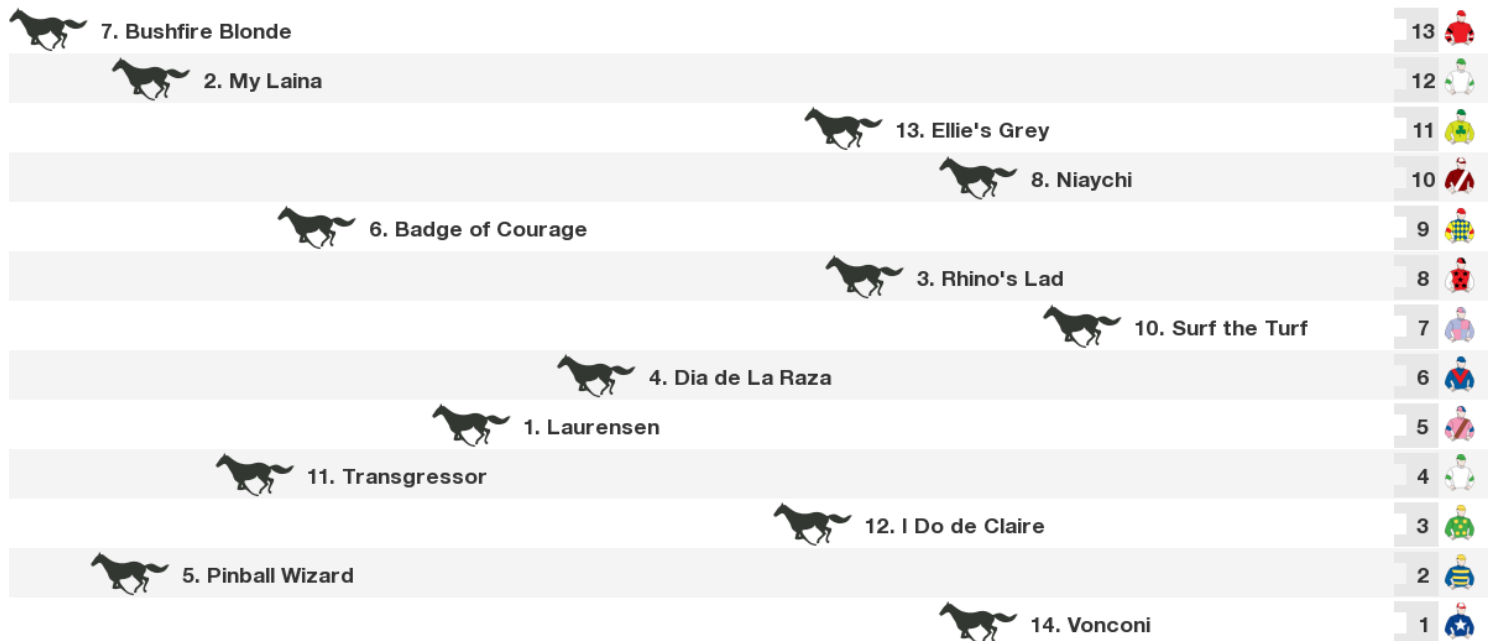 7. Bushfire Blonde 13
2. My Laina 12
13. Ellie's Grey 11
8. Niaychi 10
6. Badge of Courage 9
3. Rhino's Lad 8
10. Surf the Turf 7
4. Dia de La Raza 6
1. Laurensen 5
11. Transgressor 4
12. I Do de Claire 3
5. Pinball Wizard 2
14. Vonconi 1